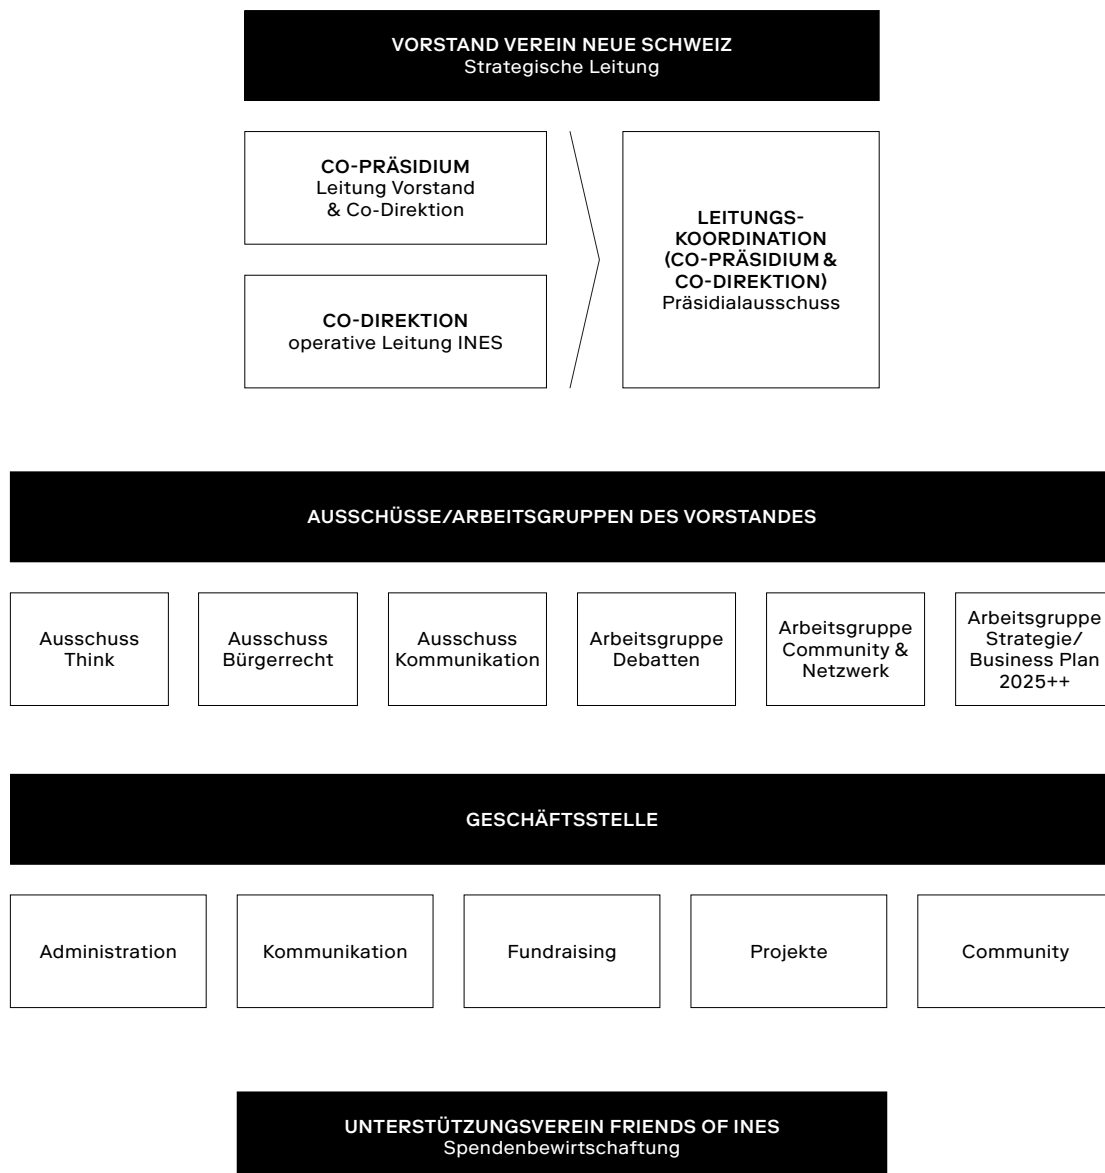 VORSTAND VEREIN NEUE SCHWEIZ
Strategische Leitung
CO-PRÄSIDIUM
Leitung Vorstand
& Co-Direktion
CO-DIREKTION
operative Leitung INES
LEITUNGS-
KOORDINATION
(CO-PRÄSIDIUM &
CO-DIREKTION)
Präsidialausschuss
AUSSCHÜSSE/ARBEITSGRUPPEN DES VORSTANDES
Ausschuss
Think
Ausschuss
Bürgerrecht
Ausschuss
Kommunikation
Arbeitsgruppe
Debatten
Arbeitsgruppe
Community &
Netzwerk
Arbeitsgruppe
Strategie/
Business Plan
2025++
GESCHÄFTSSTELLE
Administration
Kommunikation
Fundraising
Projekte
Community
UNTERSTÜTZUNGSVEREIN FRIENDS OF INES
Spendenbewirtschaftung